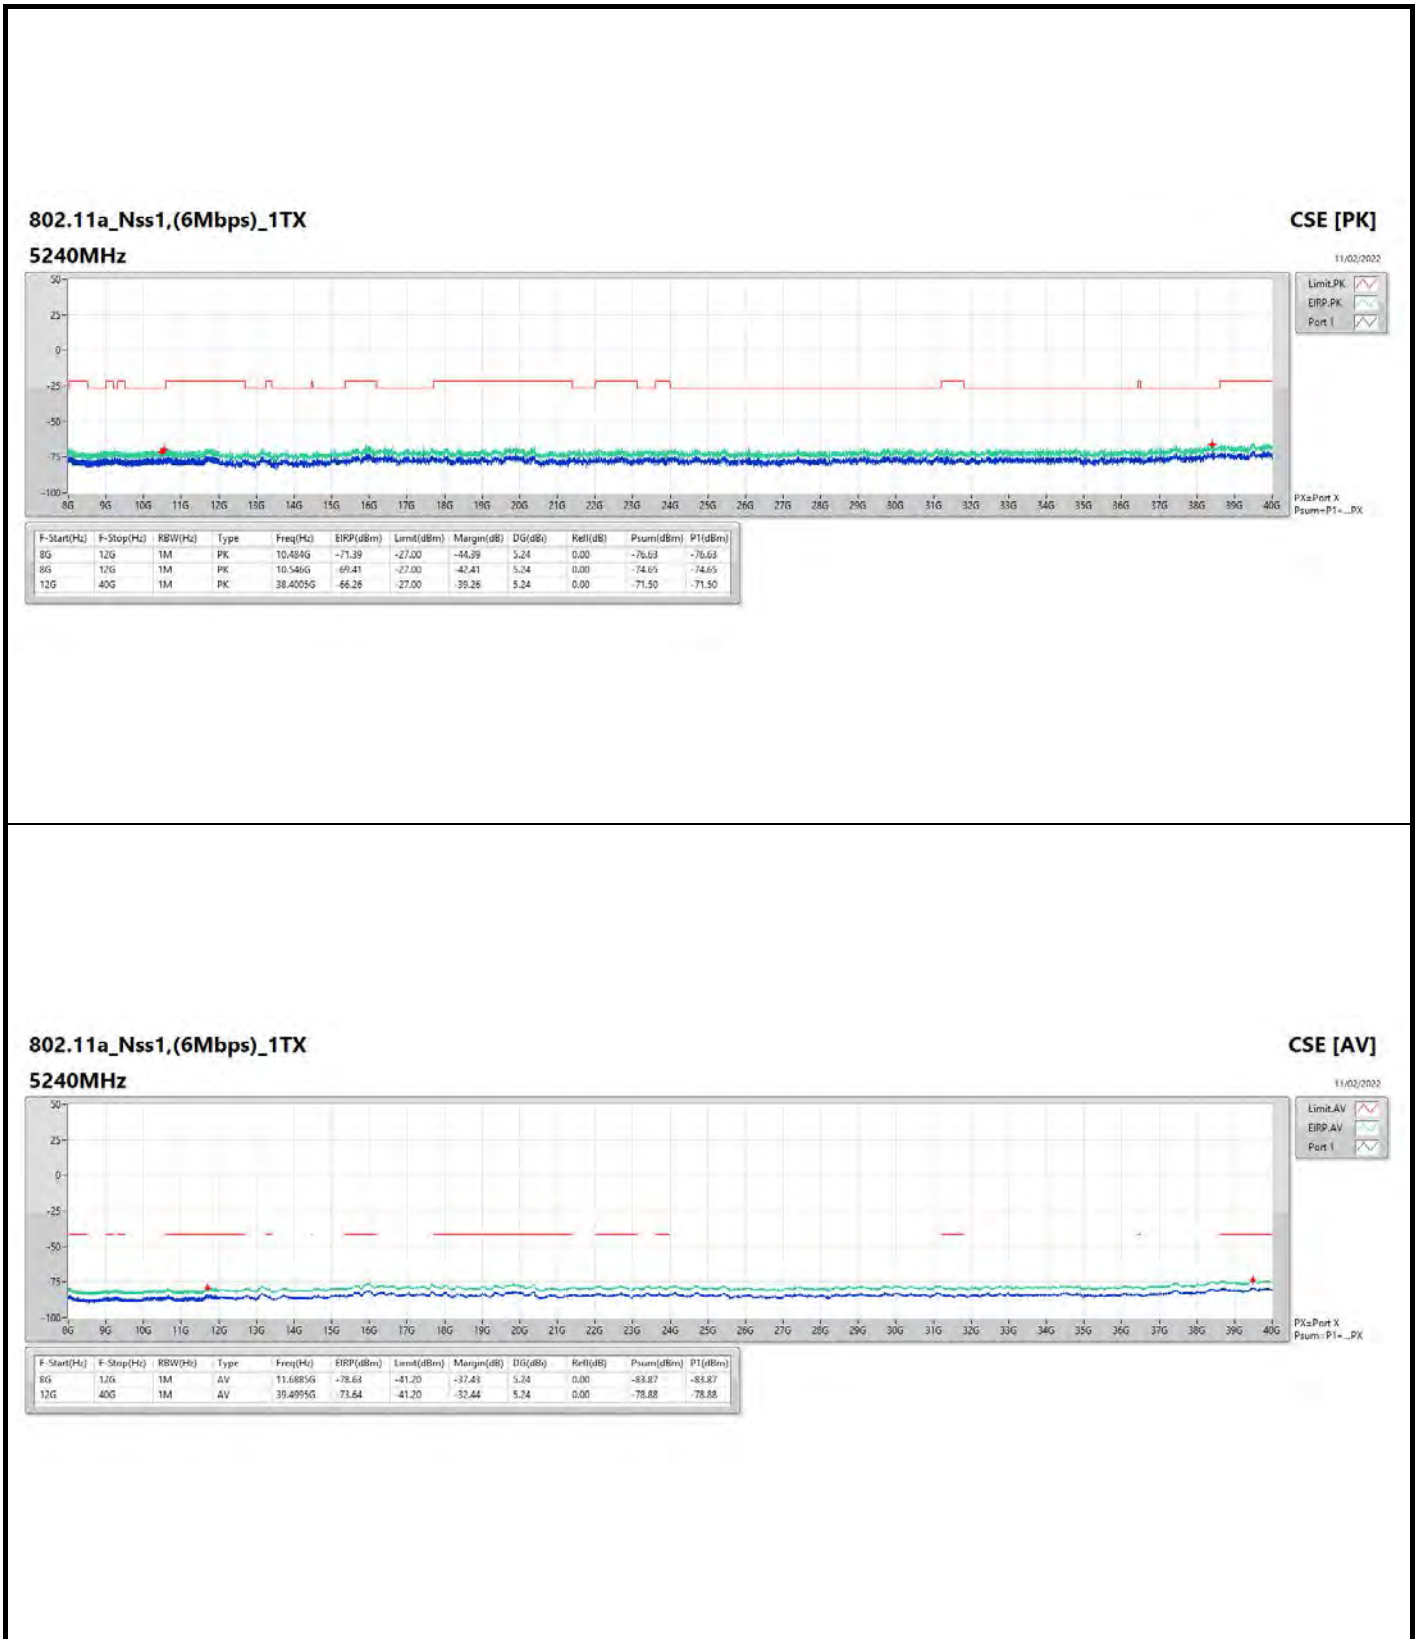 802.11a_Nss1,(6Mbps)_1TX
CSE [PK]
5240MHz
11/02/2022
50
25
0
-25
-50
-75
-100
8G 9G 10G 11G 12G 13G 14G 15G 16G 17G 18G 19G 20G 21G 22G 23G 24G 25G 26G 27G 28G 29G 30G 31G 32G 33G 34G 35G 36G 37G 38G 39G 40G
Limit.PK
EIRP.PK
Port 1
PX=Port X
Psum=P1+...PX
F-Start(Hz) F-Stop(Hz) RBW(Hz) Type Freq(Hz) EIRP(dBm) Limit(dBm) Margin(dB) DG(dBi) Refl(dB) Psum(dBm) P1(dBm)
8G 12G 1M PK 10.484G -71.39 -27.00 -44.39 5.24 0.00 -76.63 -76.63
8G 12G 1M PK 10.546G -69.41 -27.00 -42.41 5.24 0.00 -74.65 -74.65
12G 40G 1M PK 38.4005G -66.26 -27.00 -39.26 5.24 0.00 -71.50 -71.50
802.11a_Nss1,(6Mbps)_1TX
CSE [AV]
5240MHz
11/02/2022
50
25
0
-25
-50
-75
-100
8G 9G 10G 11G 12G 13G 14G 15G 16G 17G 18G 19G 20G 21G 22G 23G 24G 25G 26G 27G 28G 29G 30G 31G 32G 33G 34G 35G 36G 37G 38G 39G 40G
Limit.AV
EIRP.AV
Port 1
PX=Port X
Psum=P1+...PX
F-Start(Hz) F-Stop(Hz) RBW(Hz) Type Freq(Hz) EIRP(dBm) Limit(dBm) Margin(dB) DG(dBi) Refl(dB) Psum(dBm) P1(dBm)
8G 12G 1M AV 11.6885G -78.63 -41.20 -37.43 5.24 0.00 -83.87 -83.87
12G 40G 1M AV 39.4995G -73.64 -41.20 -32.44 5.24 0.00 -78.88 -78.88